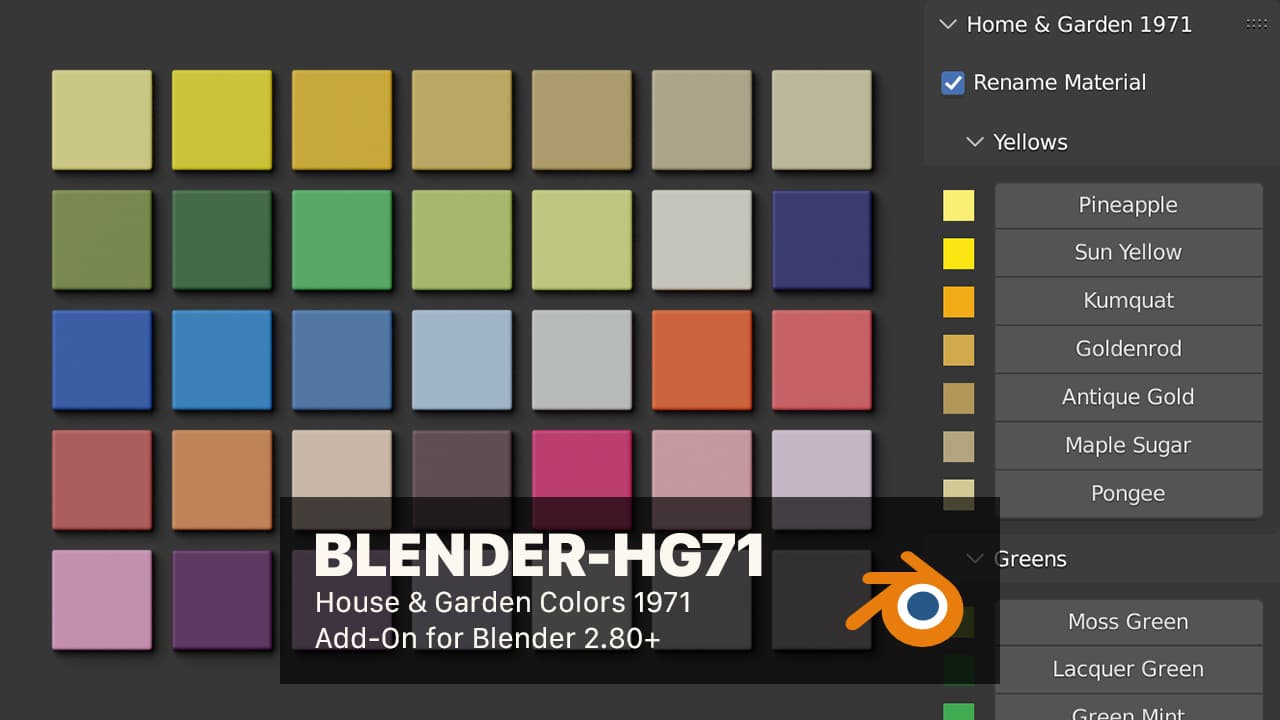 Home & Garden 1971
Rename Material
Yellows
Pineapple
Sun Yellow
Kumquat
Goldenrod
Antique Gold
Maple Sugar
Pongee
Greens
Moss Green
Lacquer Green
Green Mint
BLENDER-HG71
House & Garden Colors 1971
Add-On for Blender 2.80+